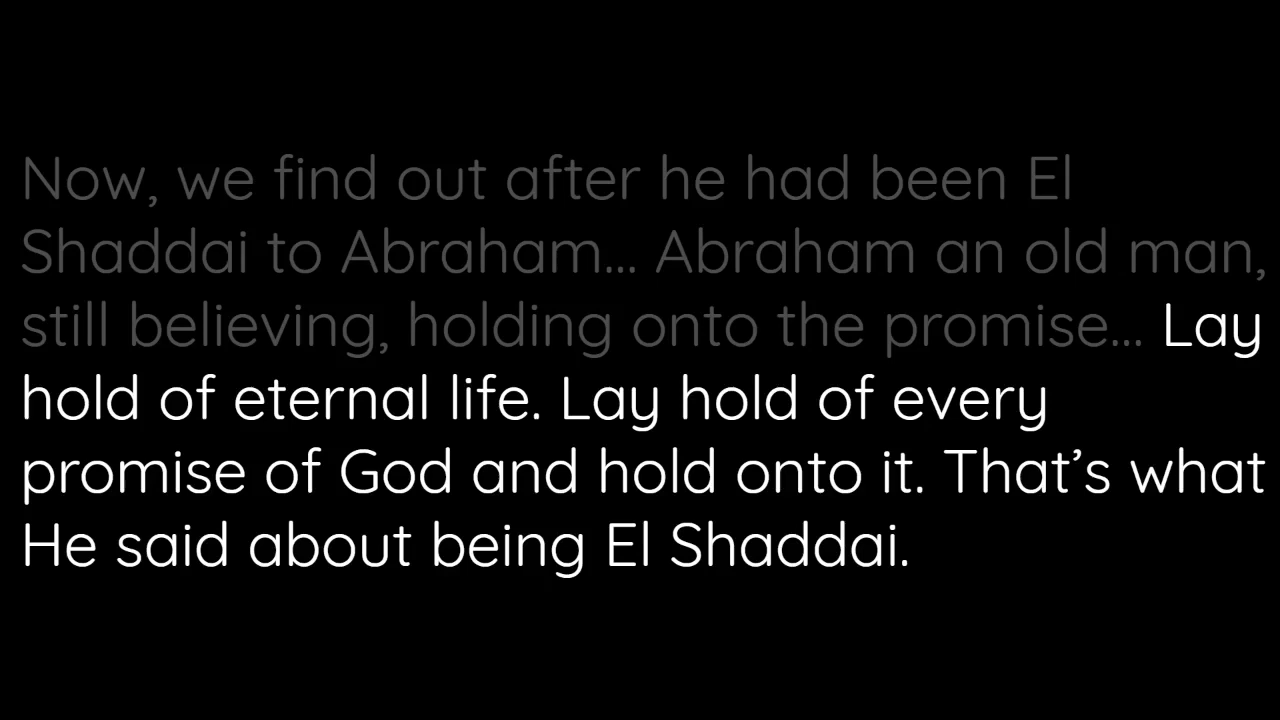 Now, we find out after he had been El
Shaddai to Abraham... Abraham an old man,
still believing, holding onto the promise... Lay
hold of eternal life. Lay hold of every
promise of God and hold onto it. That’s what
He said about being El Shaddai.